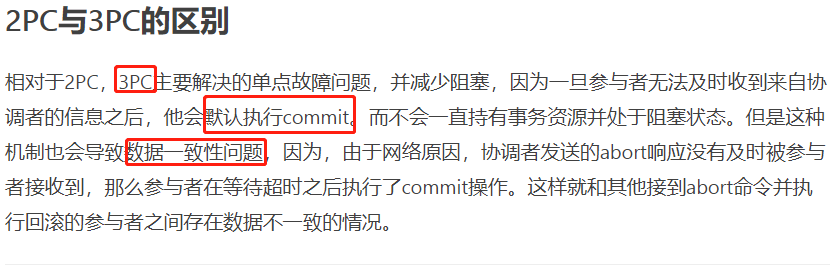 2PC与3PC的区别
相对于2PC，3PC主要解决的单点故障问题，并减少阻塞，因为一旦参与者无法及时收到来自协
调者的信息之后，他会默认执行commit。而不会一直持有事务资源并处于阻塞状态。但是这种
机制也会导致数据一致性问题，因为，由于网络原因，协调者发送的abort响应没有及时被参与
者接收到，那么参与者在等待超时之后执行了commit操作。这样就和其他接到abort命令并执
行回滚的参与者之间存在数据不一致的情况。